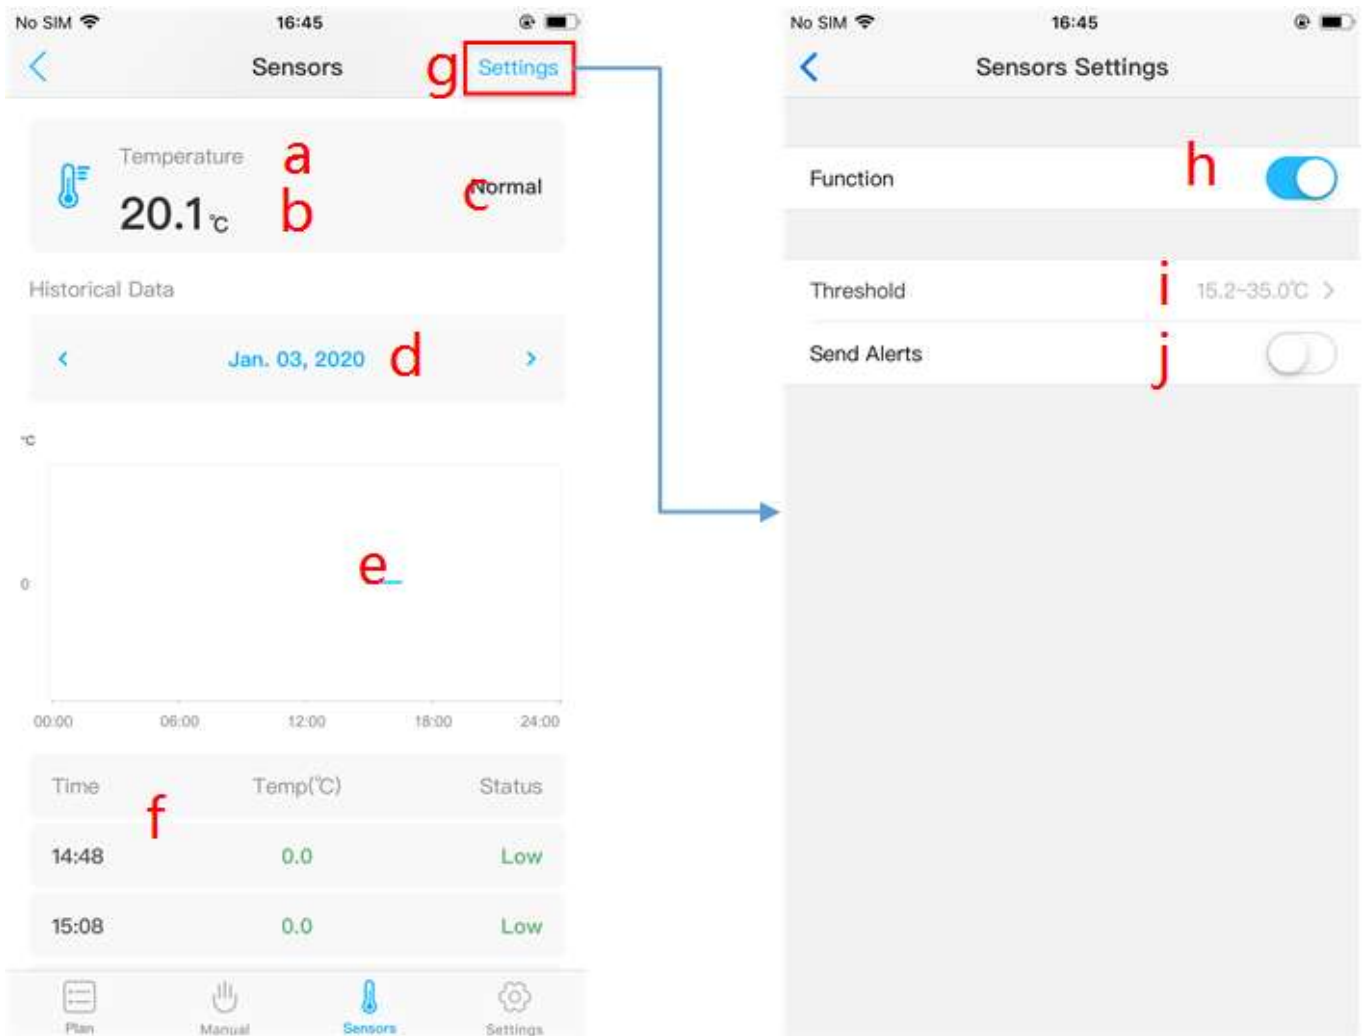 No SIM 16:45
Sensors g Settings
Temperature a
20.1 ℃ b
c Normal
Historical Data
< Jan. 03, 2020 d >
℃
e
0
00:00 06:00 12:00 18:00 24:00
Time Temp(℃) Status
f
14:48 0.0 Low
15:08 0.0 Low
Plan Manual Sensors Settings
No SIM 16:45
Sensors Settings
Function h
Threshold i 15.2~35.0℃ >
Send Alerts j